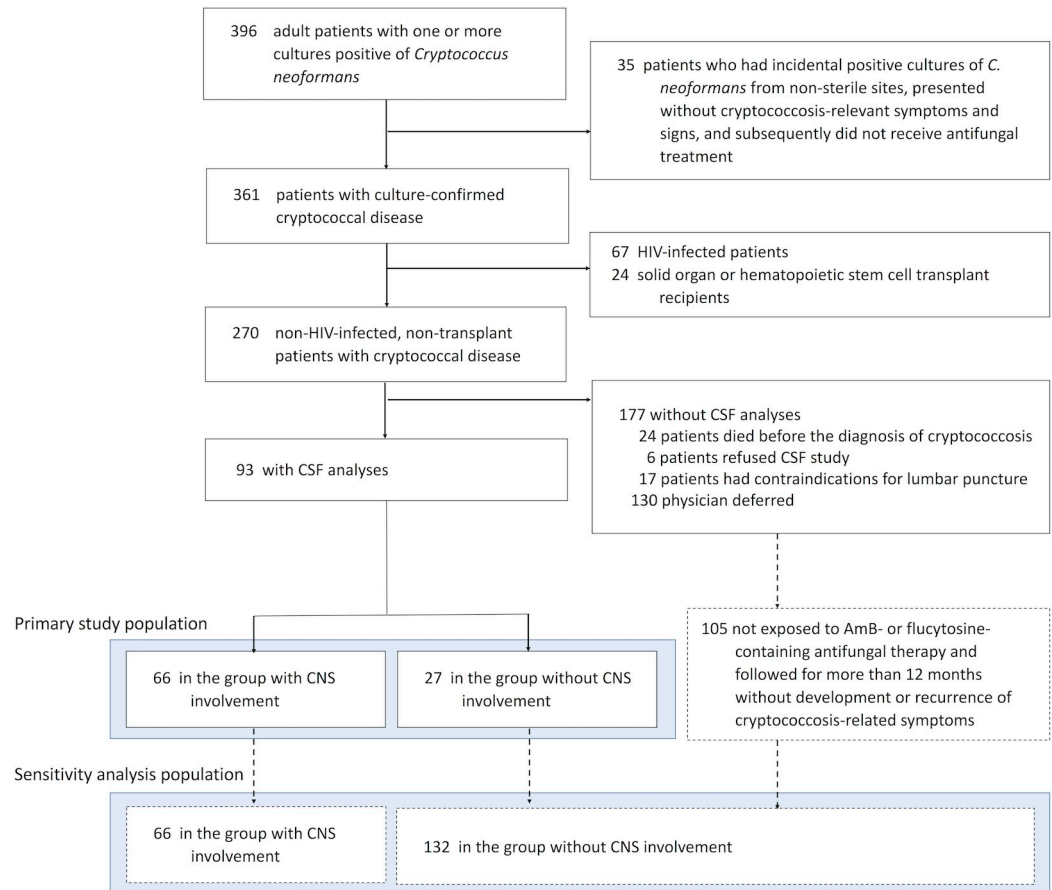 396 adult patients with one or more
cultures positive of Cryptococcus
neoformans
35 patients who had incidental positive cultures of C.
neoformans from non-sterile sites, presented
without cryptococcosis-relevant symptoms and
signs, and subsequently did not receive antifungal
treatment
361 patients with culture-confirmed
cryptococcal disease
67 HIV-infected patients
24 solid organ or hematopoietic stem cell transplant
recipients
270 non-HIV-infected, non-transplant
patients with cryptococcal disease
177 without CSF analyses
24 patients died before the diagnosis of cryptococcosis
6 patients refused CSF study
17 patients had contraindications for lumbar puncture
130 physician deferred
93 with CSF analyses
Primary study population
66 in the group with CNS
involvement
27 in the group without CNS
involvement
105 not exposed to AmB- or flucytosine-
containing antifungal therapy and
followed for more than 12 months
without development or recurrence of
cryptococcosis-related symptoms
Sensitivity analysis population
66 in the group with CNS
involvement
132 in the group without CNS involvement